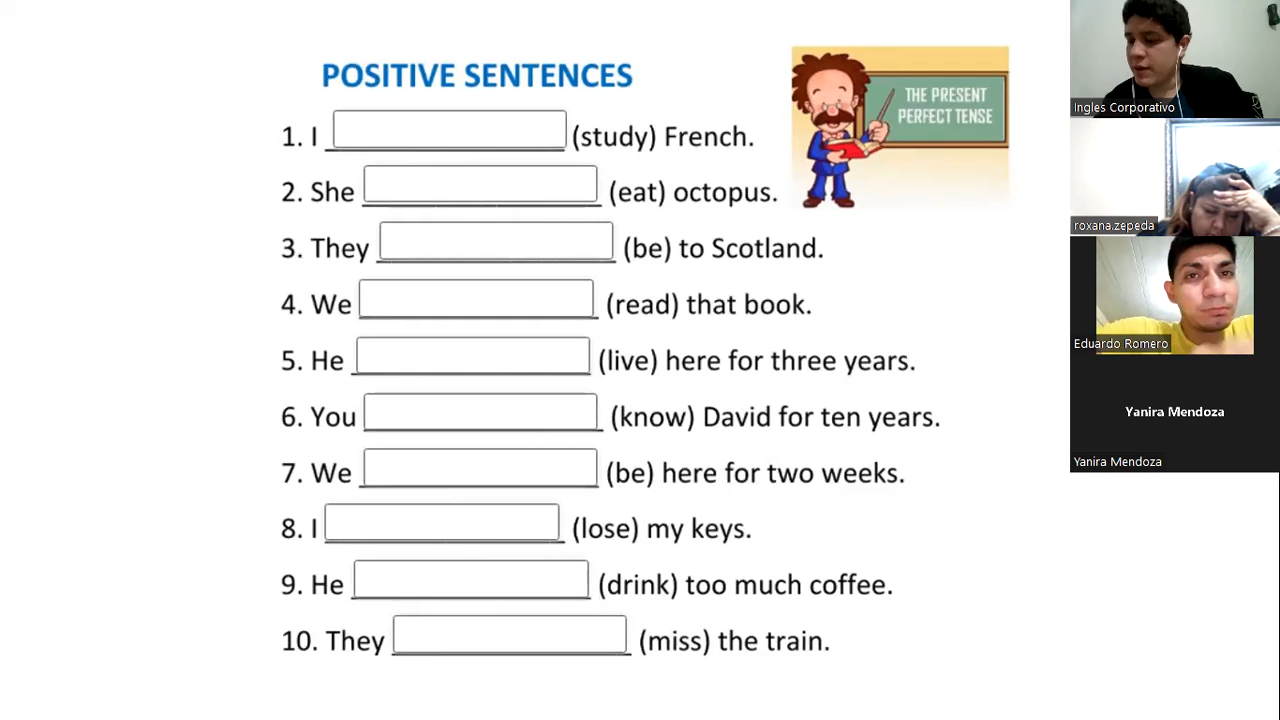 POSITIVE SENTENCES
THE PRESENT
PERFECT TENSE
1. I (study) French.
2. She (eat) octopus.
3. They (be) to Scotland.
4. We (read) that book.
5. He (live) here for three years.
6. You (know) David for ten years.
7. We (be) here for two weeks.
8. I (lose) my keys.
9. He (drink) too much coffee.
10. They (miss) the train.
Ingles Corporativo
roxana.zepeda
Eduardo Romero
Yanira Mendoza
Yanira Mendoza